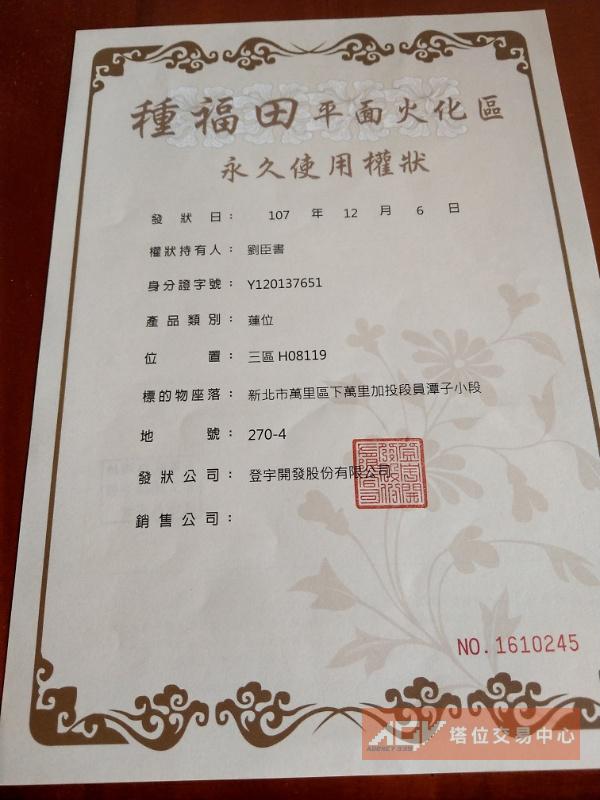 種福田平面火化區
永久使用權狀
發狀日： 107 年 12 月 6 日
權狀持有人：劉臣書
身分證字號：Y120137651
產品類別：蓮位
位置：三區 H08119
標的物座落：新北市萬里區下萬里加投段員潭子小段
地號：270-4
發狀公司：登宇開發股份有限公司
銷售公司：
NO.1610245
AGENCY.339
塔位交易中心